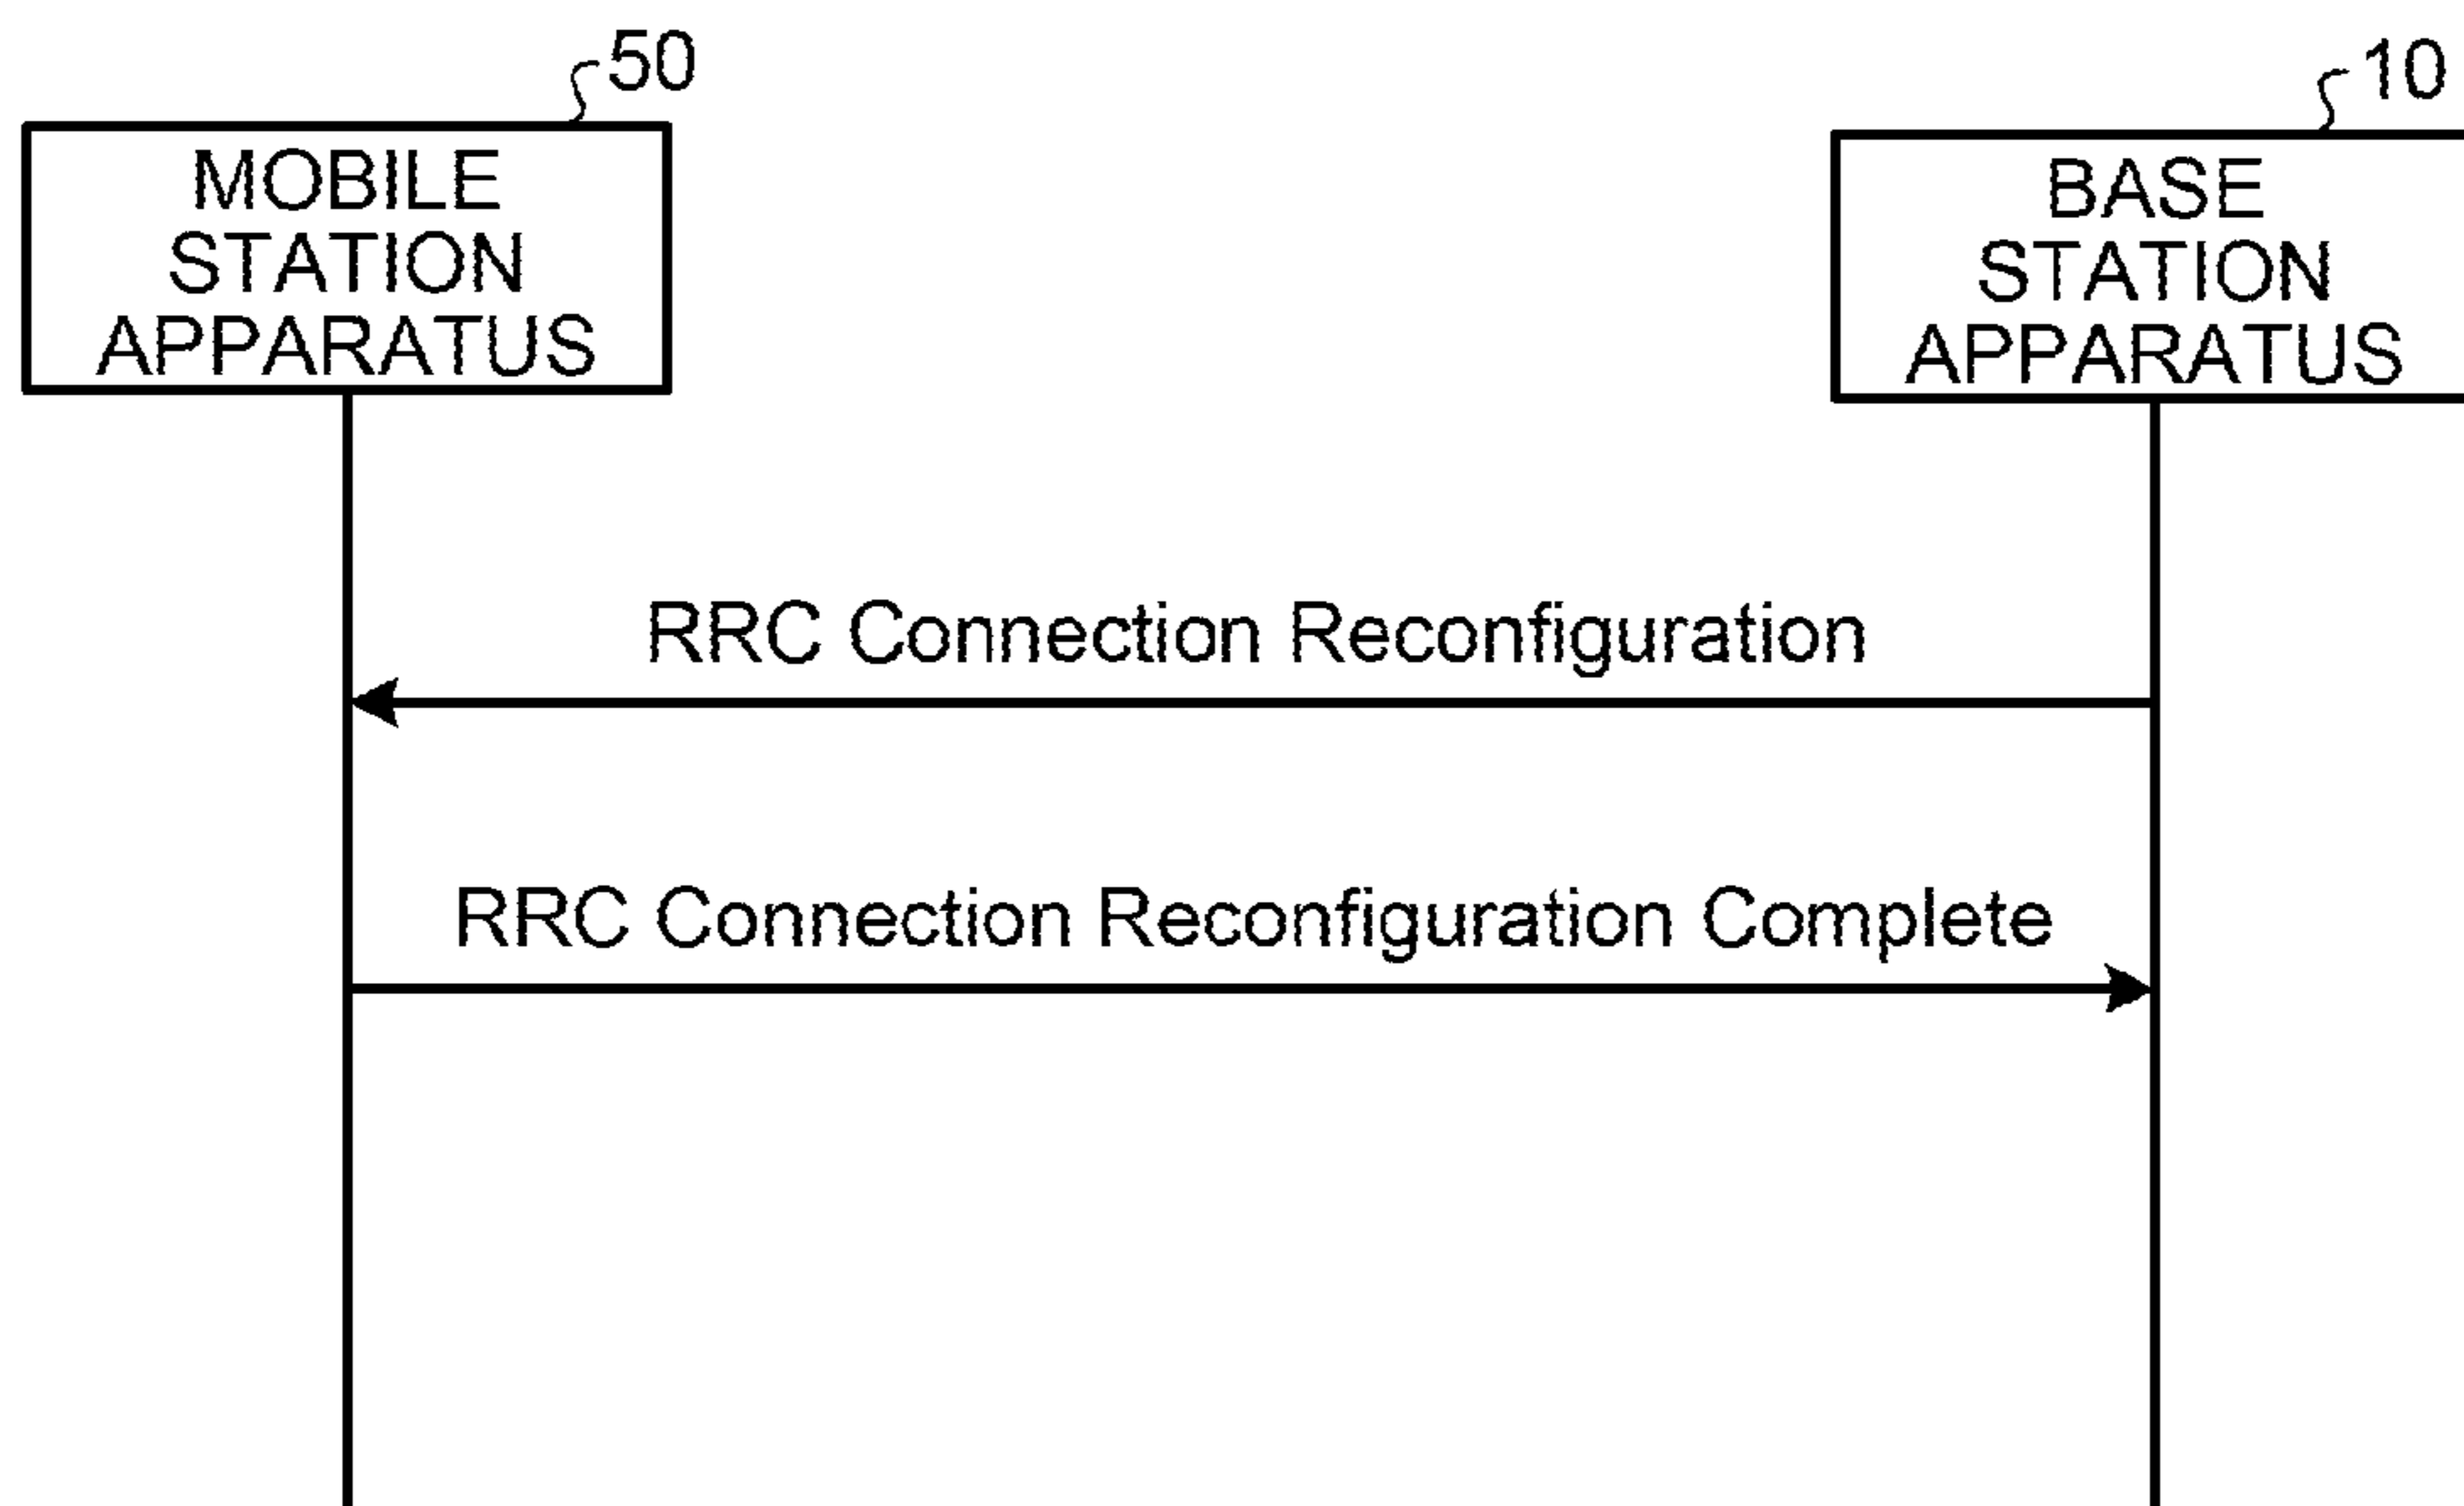 50
10
MOBILE
STATION
APPARATUS
BASE
STATION
APPARATUS
RRC Connection Reconfiguration
RRC Connection Reconfiguration Complete